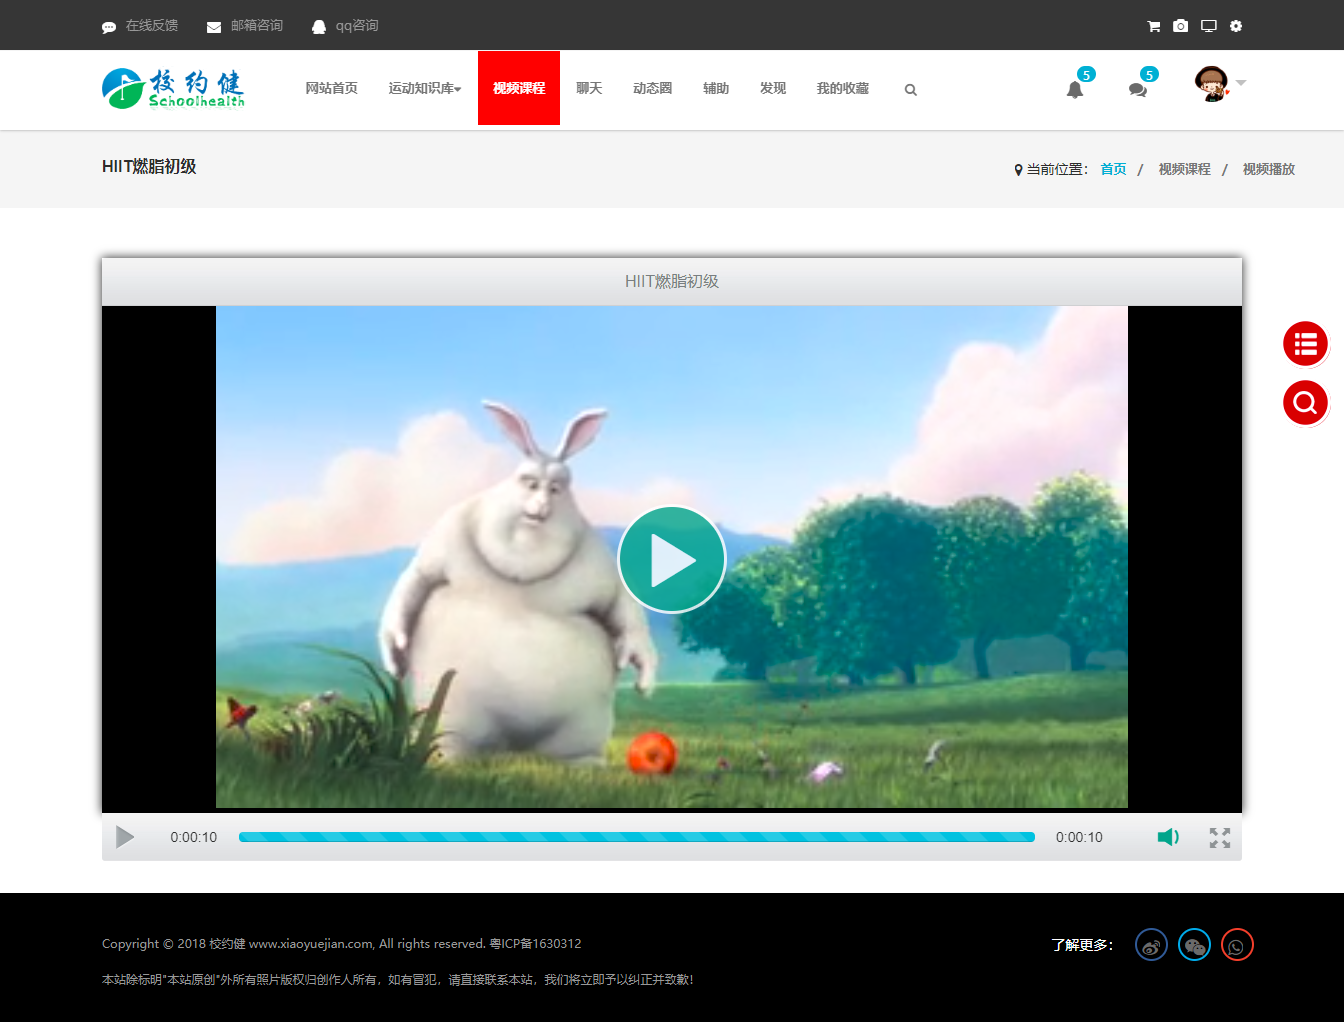 在线反馈 邮箱咨询 qq咨询
校约健
Schoolhealth
网站首页 运动知识库 视频课程 聊天 动态圈 辅助 发现 我的收藏
5 5
HIIT燃脂初级
当前位置： 首页 / 视频课程 / 视频播放
HIIT燃脂初级
0:00:10 0:00:10
Copyright © 2018 校约健 www.xiaoyuejian.com, All rights reserved. 粤ICP备1630312
了解更多：
本站除标明"本站原创"外所有照片版权归创作人所有，如有冒犯，请直接联系本站，我们将立即予以纠正并致歉！